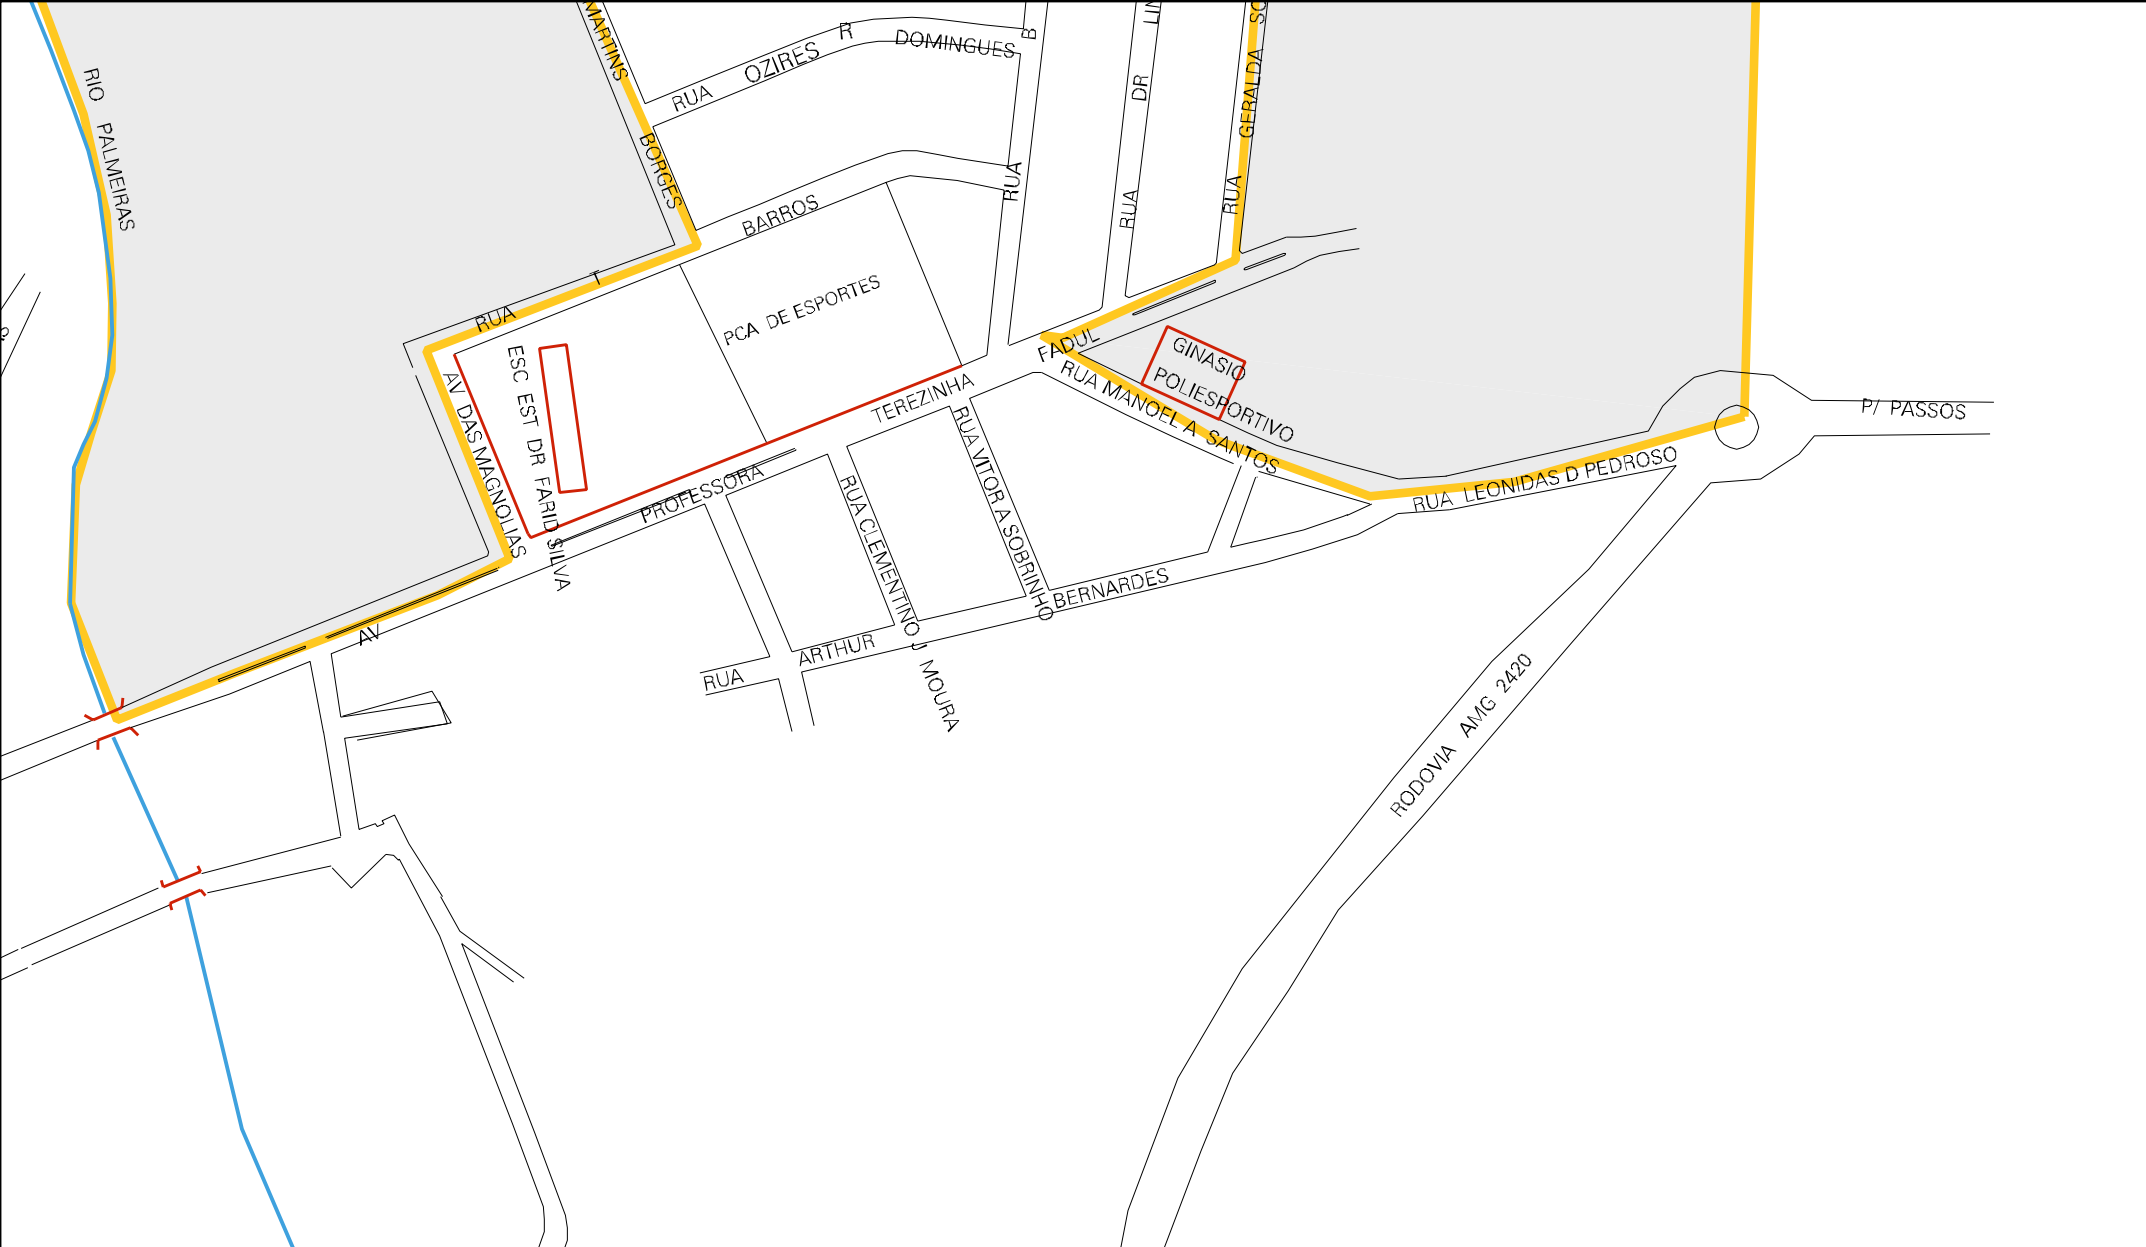 MARTINS
BORGES
RUA OZIRES R DOMINGUES
B
RUA
LIN
DR
RUA
SO
GERALDA
RUA
RIO PALMEIRAS
RUA T BARROS
PCA DE ESPORTES
ESC EST DR FARID SILVA
AV DAS MAGNOLIAS
AV PROFESSORA TEREZINHA FADUL
GINASIO
POLIESPORTIVO
RUA MANOEL A SANTOS
RUA LEONIDAS D PEDROSO
P/ PASSOS
RUA VITOR A SOBRINHO
RUA CLEMENTINO J MOURA
RUA ARTHUR BERNARDES
RODOVIA AMG 2420